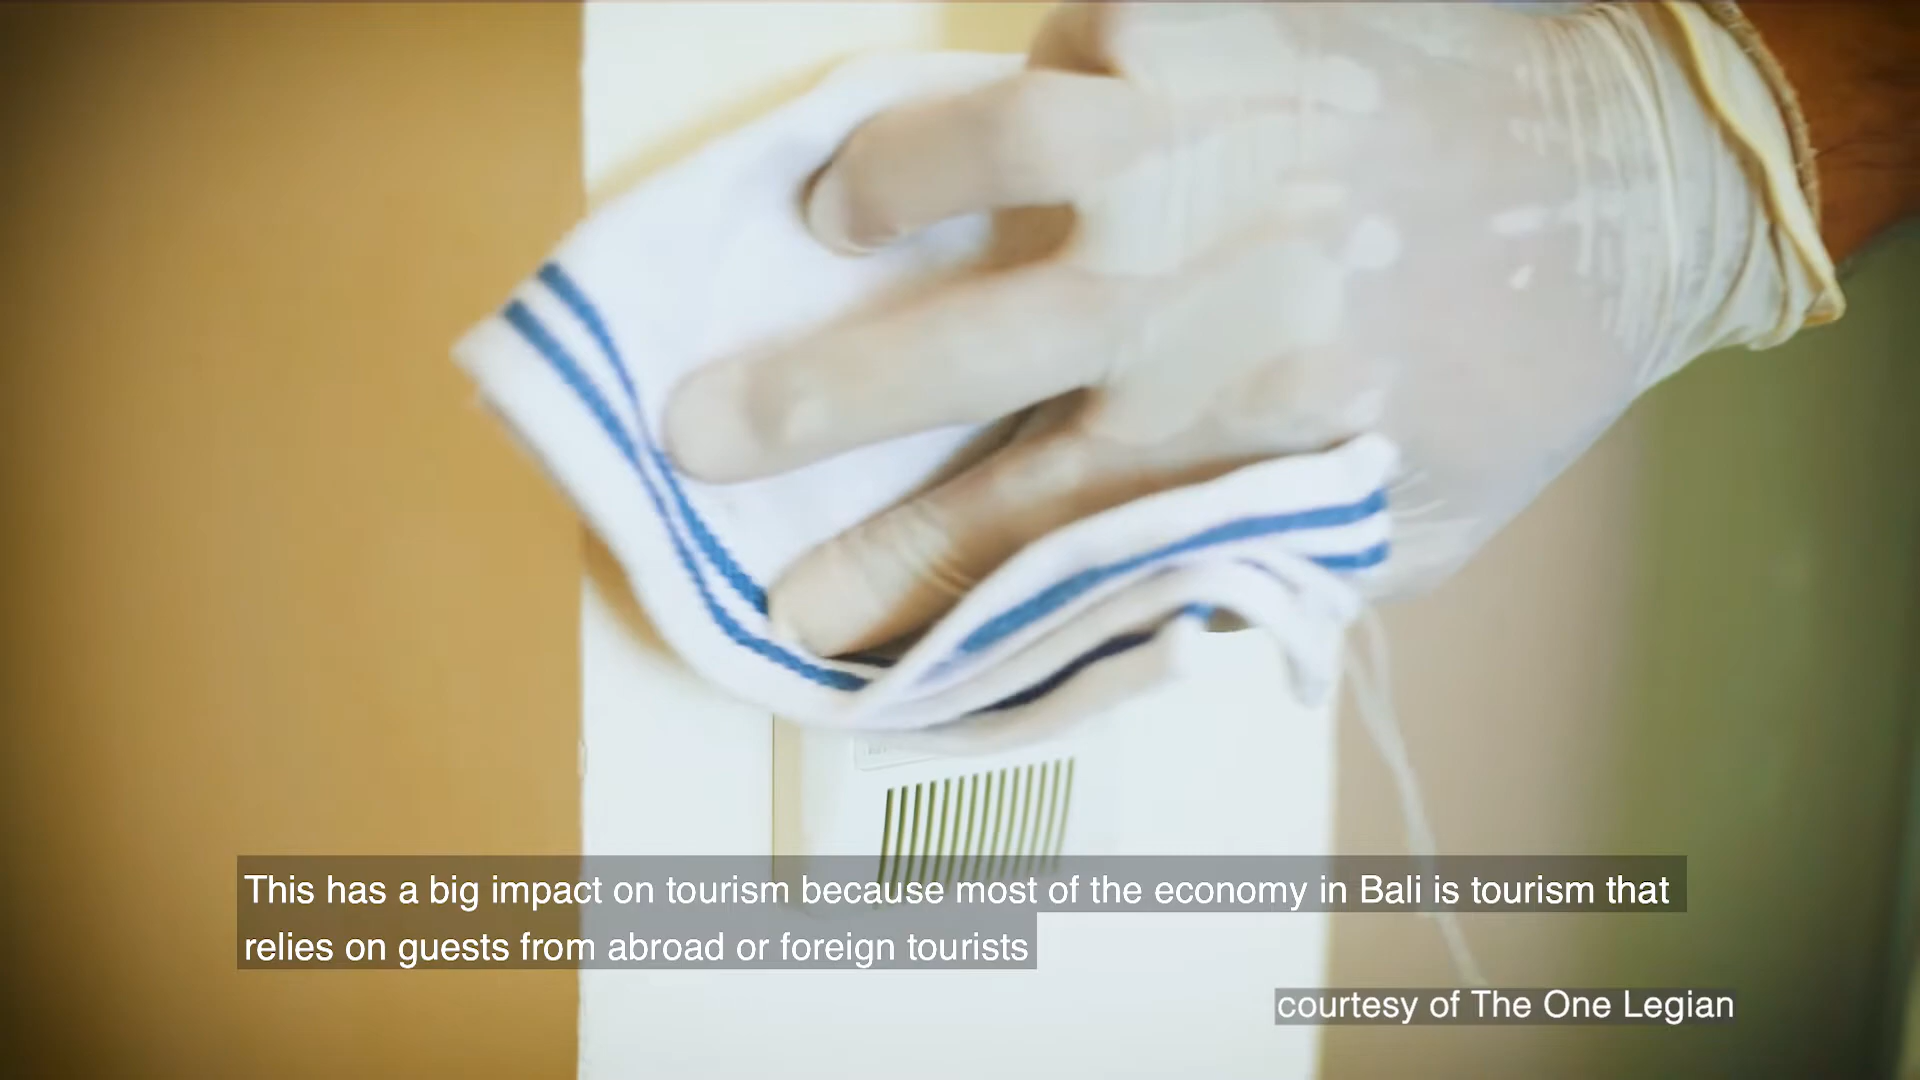 This has a big impact on tourism because most of the economy in Bali is tourism that
relies on guests from abroad or foreign tourists
courtesy of The One Legian